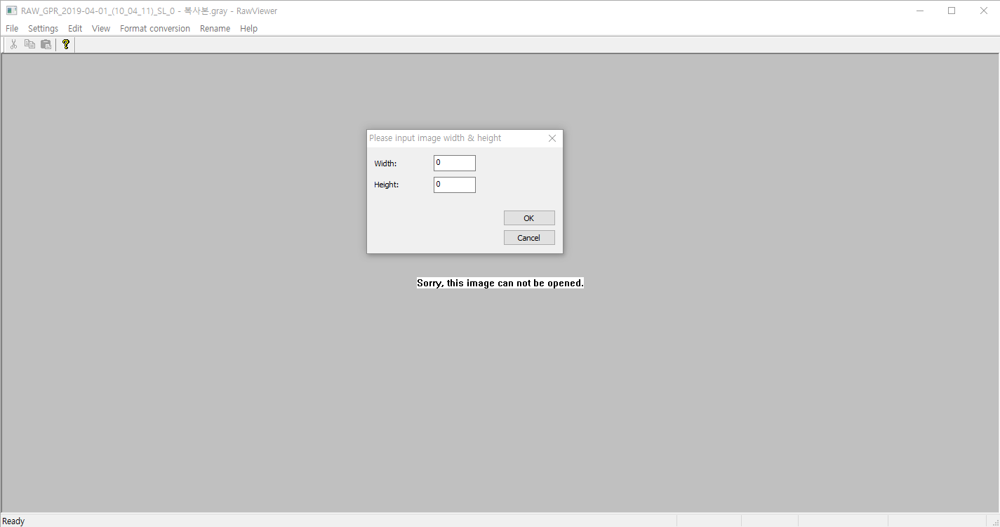 RAW_GPR_2019-04-01_(10_04_11)_SL_0 - 복사본.gray - RawViewer
File Settings Edit View Format conversion Rename Help
Please input image width & height
Width: 0
Height: 0
OK
Cancel
Sorry, this image can not be opened.
Ready